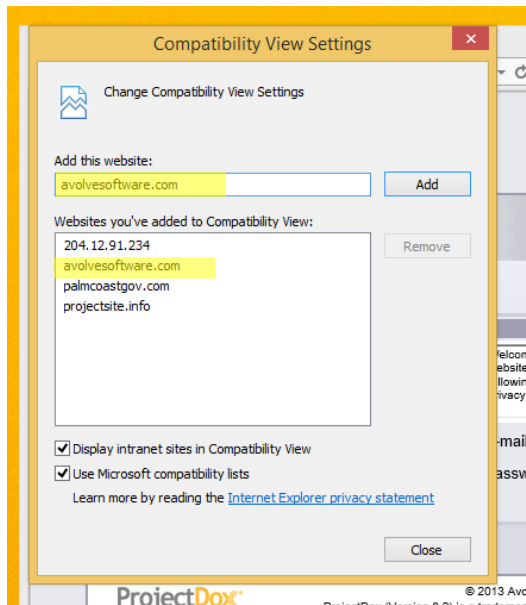 Compatibility View Settings
Change Compatibility View Settings
Add this website:
avolvesoftware.com
Add
Websites you've added to Compatibility View:
204.12.91.234
Remove
avolvesoftware.com
palmcoastgov.com
projectsite.info
Display intranet sites in Compatibility View
Use Microsoft compatibility lists
Learn more by reading the Internet Explorer privacy statement
Close
ProjectDox
© 2013 Avo